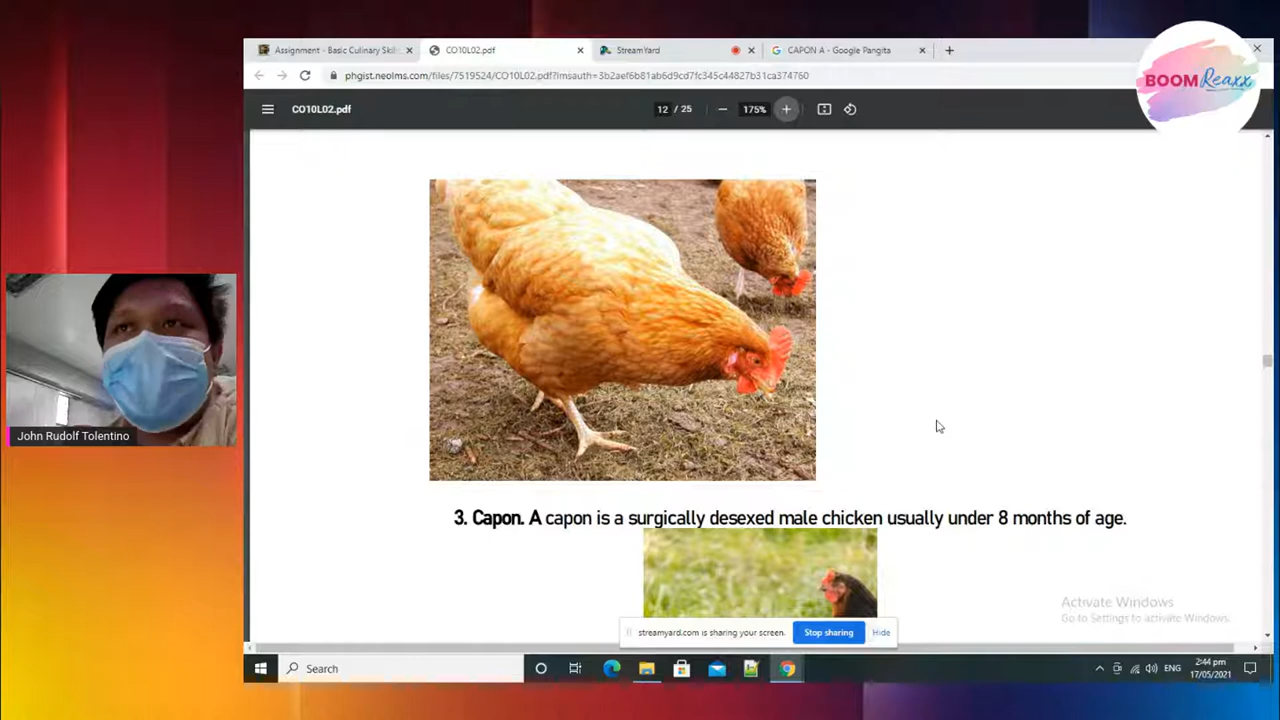 Assignment - Basic Culinary Skil
CO10L02.pdf
StreamYard
CAPON A - Google Pangita
BOOM Reaxx
phgist.neolms.com/files/7519524/CO10L02.pdf?lmsauth=3b2aef6b81ab6d9cd7fc345c44827b31ca374760
CO10L02.pdf
12 / 25
175%
John Rudolf Tolentino
3. Capon. A capon is a surgically desexed male chicken usually under 8 months of age.
Activate Windows
Go to Settings to activate Windows.
streamyard.com is sharing your screen.
Stop sharing
Hide
Search
ENG
2:44 pm
17/05/2021